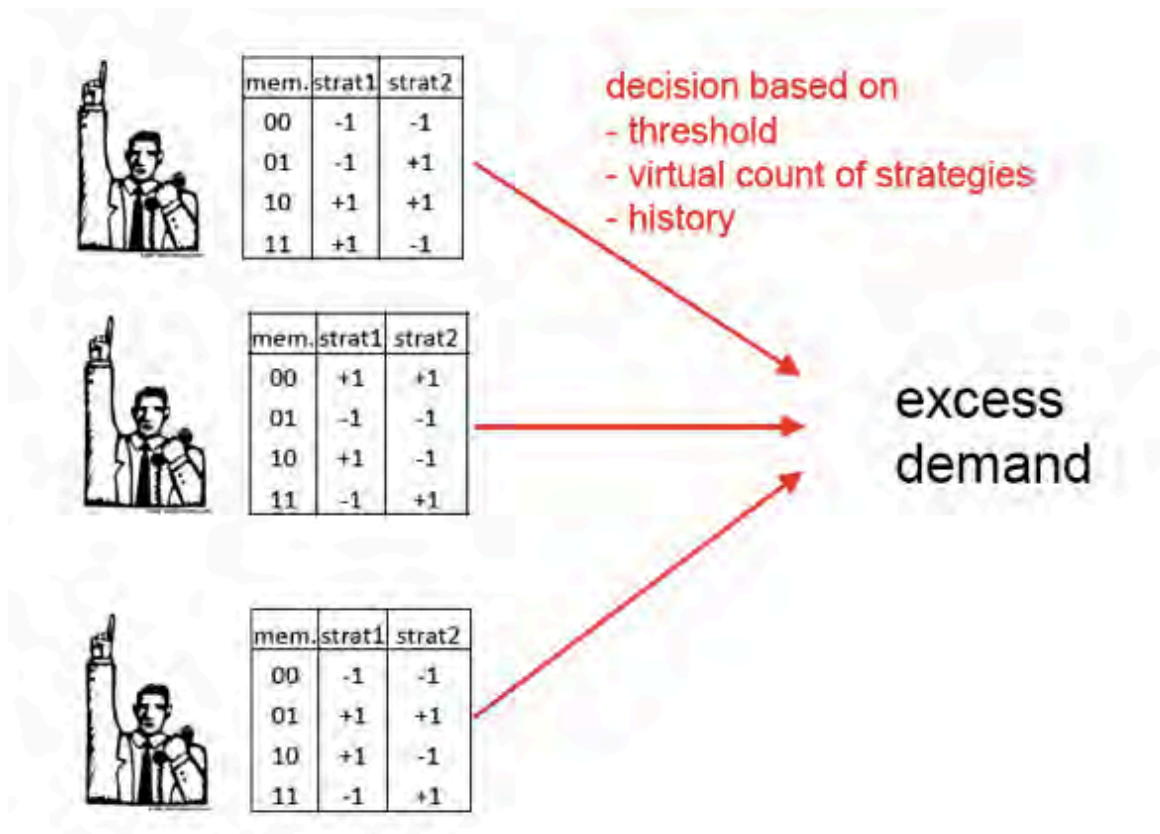 mem. strat1 strat2
00 -1 -1
01 -1 +1
10 +1 +1
11 +1 -1
decision based on
- threshold
- virtual count of strategies
- history
mem. strat1 strat2
00 +1 +1
01 -1 -1
10 +1 -1
11 -1 +1
excess
demand
mem. strat1 strat2
00 -1 -1
01 +1 +1
10 +1 -1
11 -1 +1